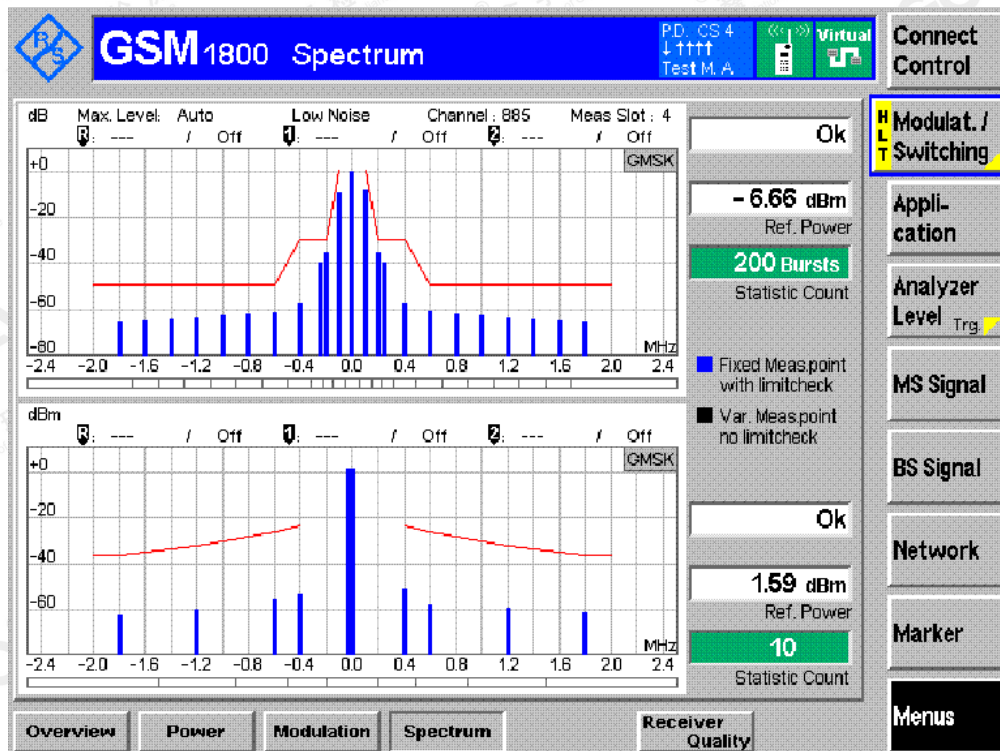 R&S GSM 1800 Spectrum
P.D. CS 4
↓↑↑↑↑
Test M. A
Virtual
Connect Control
dB Max. Level: Auto Low Noise Channel : 885 Meas Slot : 4
R: --- / Off 1: --- / Off 2: --- / Off
GMSK
+0
-20
-40
-60
-80
MHz
-2.4 -2.0 -1.6 -1.2 -0.8 -0.4 0.0 0.4 0.8 1.2 1.6 2.0 2.4
Ok
- 6.66 dBm
Ref. Power
200 Bursts
Statistic Count
Fixed Meas.point
with limitcheck
Var. Meas.point
no limitcheck
dBm
R: --- / Off 1: --- / Off 2: --- / Off
GMSK
+0
-20
-40
-60
MHz
-2.4 -2.0 -1.6 -1.2 -0.8 -0.4 0.0 0.4 0.8 1.2 1.6 2.0 2.4
Ok
1.59 dBm
Ref. Power
10
Statistic Count
HLT
Modulat. /
Switching
Appli-
cation
Analyzer
Level Trg.
MS Signal
BS Signal
Network
Marker
Menus
Overview Power Modulation Spectrum Receiver
Quality